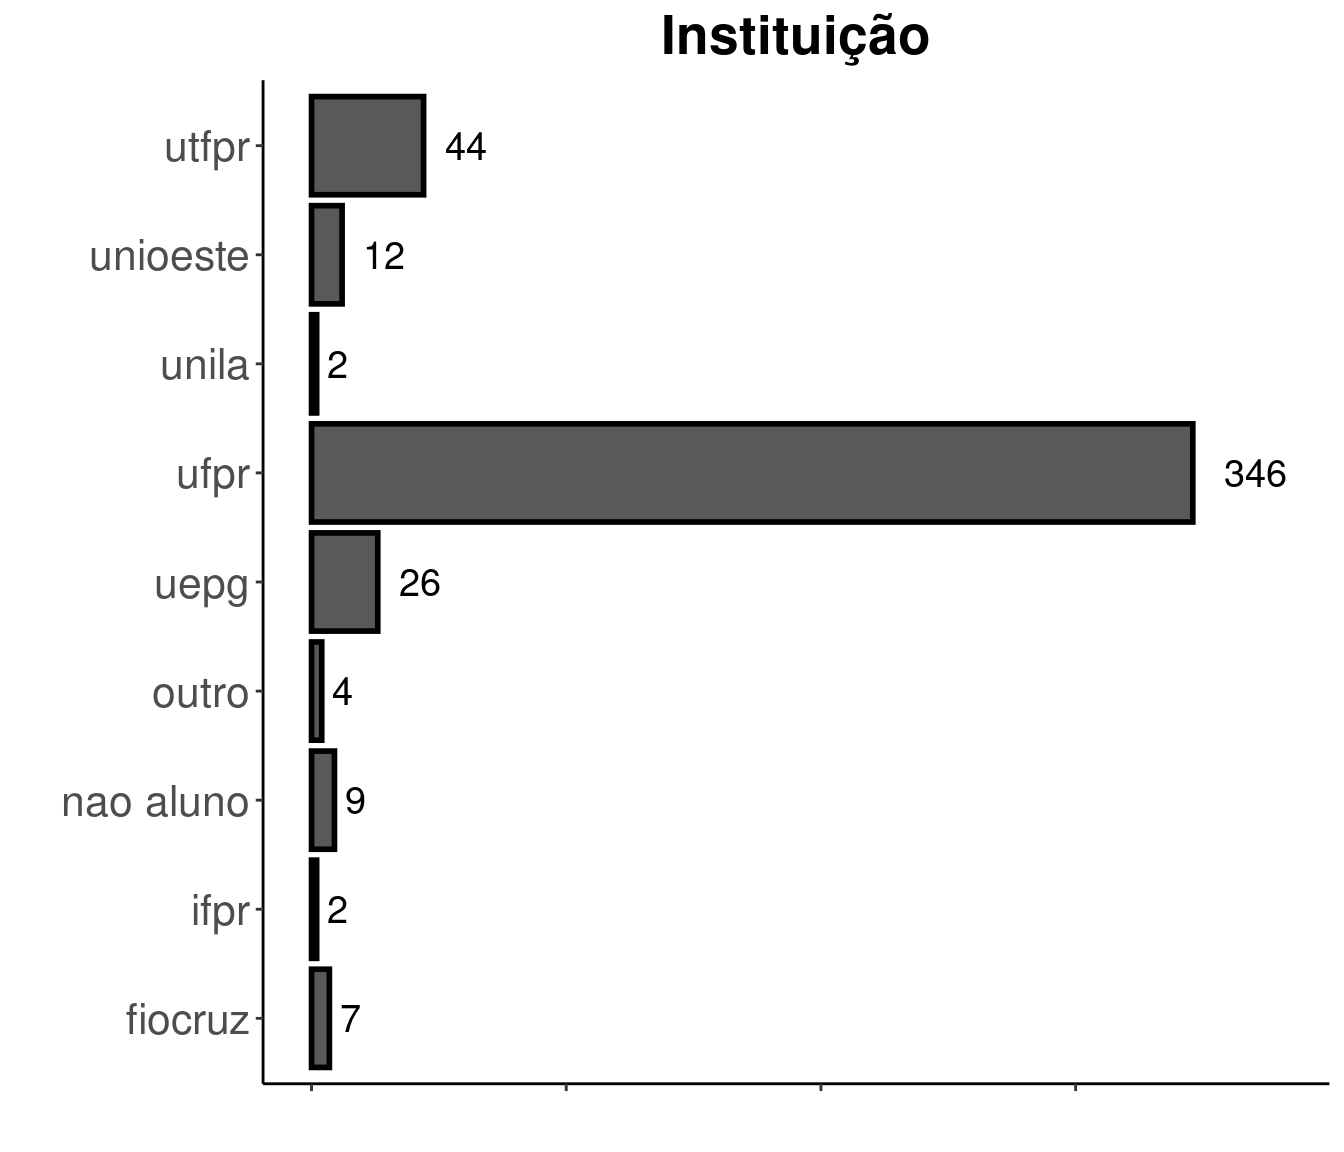 Instituição
utfpr 44
unioeste 12
unila 2
ufpr 346
uepg 26
outro 4
nao aluno 9
ifpr 2
fiocruz 7